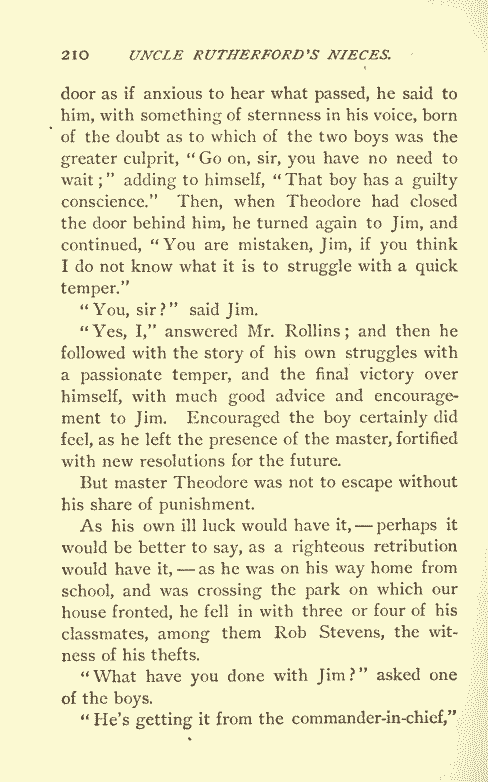 210 UNCLE RUTHERFORD'S NIECES.
door as if anxious to hear what passed, he said to
him, with something of sternness in his voice, born
of the doubt as to which of the two boys was the
greater culprit, “Go on, sir, you have no need to
wait;” adding to himself, “That boy has a guilty
conscience.” Then, when Theodore had closed
the door behind him, he turned again to Jim, and
continued, “You are mistaken, Jim, if you think
I do not know what it is to struggle with a quick
temper.”
“You, sir?” said Jim.
“Yes, I,” answered Mr. Rollins; and then he
followed with the story of his own struggles with
a passionate temper, and the final victory over
himself, with much good advice and encourage-
ment to Jim. Encouraged the boy certainly did
feel, as he left the presence of the master, fortified
with new resolutions for the future.
But master Theodore was not to escape without
his share of punishment.
As his own ill luck would have it, — perhaps it
would be better to say, as a righteous retribution
would have it, — as he was on his way home from
school, and was crossing the park on which our
house fronted, he fell in with three or four of his
classmates, among them Rob Stevens, the wit-
ness of his thefts.
“What have you done with Jim?” asked one
of the boys.
“He's getting it from the commander-in-chief,”